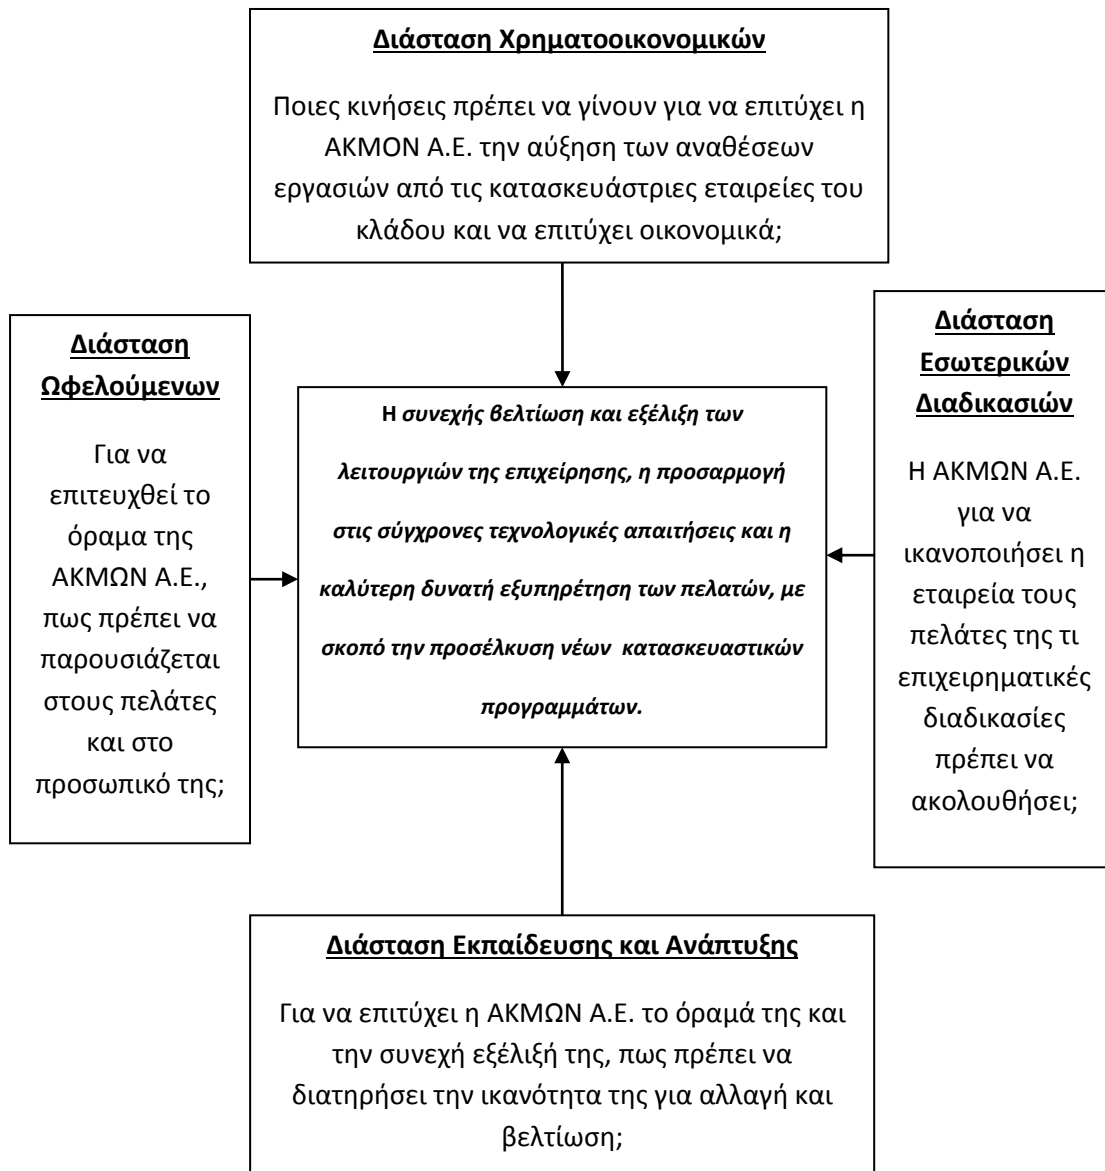 Διάσταση Χρηματοοικονομικών
Ποιες κινήσεις πρέπει να γίνουν για να επιτύχει η
ΑΚΜΟΝ Α.Ε. την αύξηση των αναθέσεων
εργασιών από τις κατασκευάστριες εταιρείες του
κλάδου και να επιτύχει οικονομικά;
Διάσταση
Ωφελούμενων
Για να
επιτευχθεί το
όραμα της
ΑΚΜΩΝ Α.Ε.,
πως πρέπει να
παρουσιάζεται
στους πελάτες
και στο
προσωπικό της;
Η συνεχής βελτίωση και εξέλιξη των
λειτουργιών της επιχείρησης, η προσαρμογή
στις σύγχρονες τεχνολογικές απαιτήσεις και η
καλύτερη δυνατή εξυπηρέτηση των πελατών, με
σκοπό την προσέλκυση νέων κατασκευαστικών
προγραμμάτων.
Διάσταση
Εσωτερικών
Διαδικασιών
Η ΑΚΜΩΝ Α.Ε.
για να
ικανοποιήσει η
εταιρεία τους
πελάτες της τι
επιχειρηματικές
διαδικασίες
πρέπει να
ακολουθήσει;
Διάσταση Εκπαίδευσης και Ανάπτυξης
Για να επιτύχει η ΑΚΜΩΝ Α.Ε. το όραμά της και
την συνεχή εξέλιξή της, πως πρέπει να
διατηρήσει την ικανότητα της για αλλαγή και
βελτίωση;